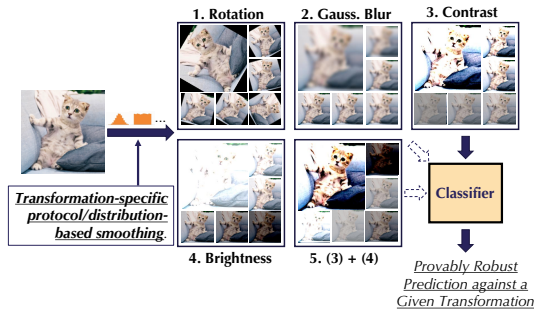 1. Rotation
2. Gauss. Blur
3. Contrast
...
Transformation-specific
protocol/distribution-
based smoothing.
Classifier
4. Brightness
5. (3) + (4)
Provably Robust
Prediction against a
Given Transformation